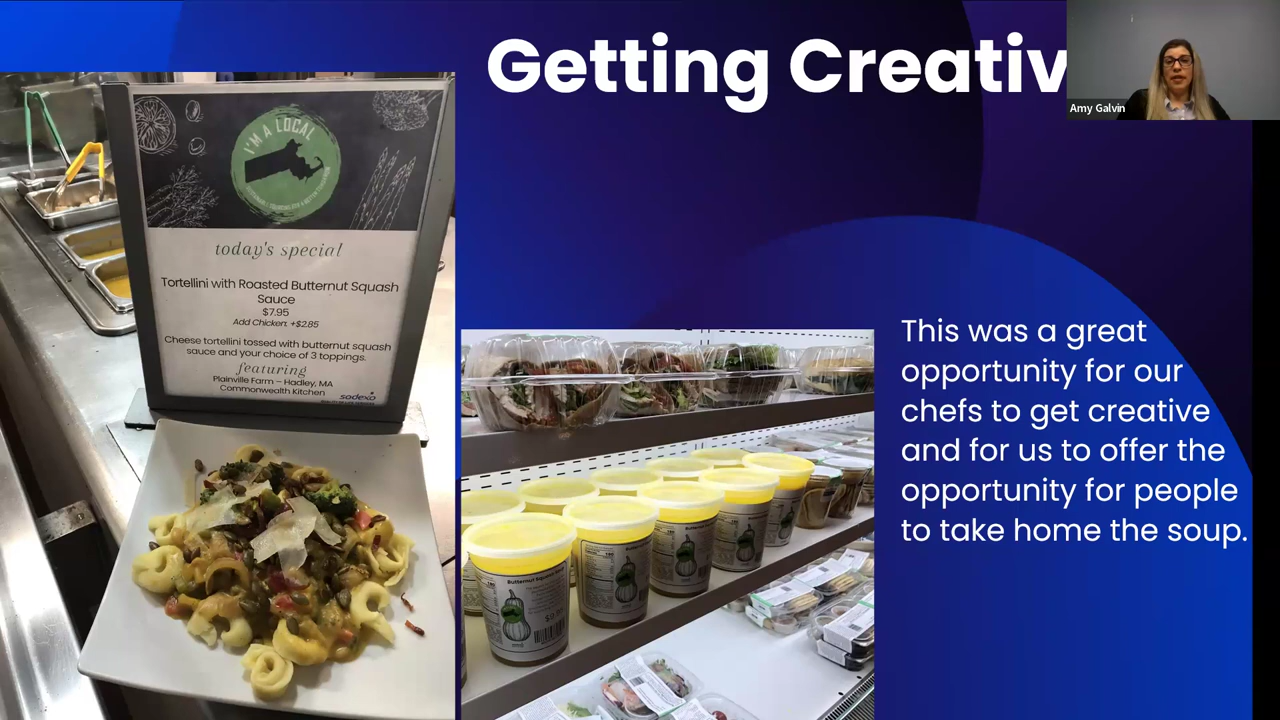 Getting Creativ
Amy Galvin
I'M A LOCAL
today's special
Tortellini with Roasted Butternut Squash
Sauce
$7.95
Add Chicken: +$2.85
Cheese tortellini tossed with butternut squash
sauce and your choice of 3 toppings.
featuring
Plainville Farm – Hadley, MA
Commonwealth Kitchen
sodexo
Butternut Squash
This was a great
opportunity for our
chefs to get creative
and for us to offer the
opportunity for people
to take home the soup.